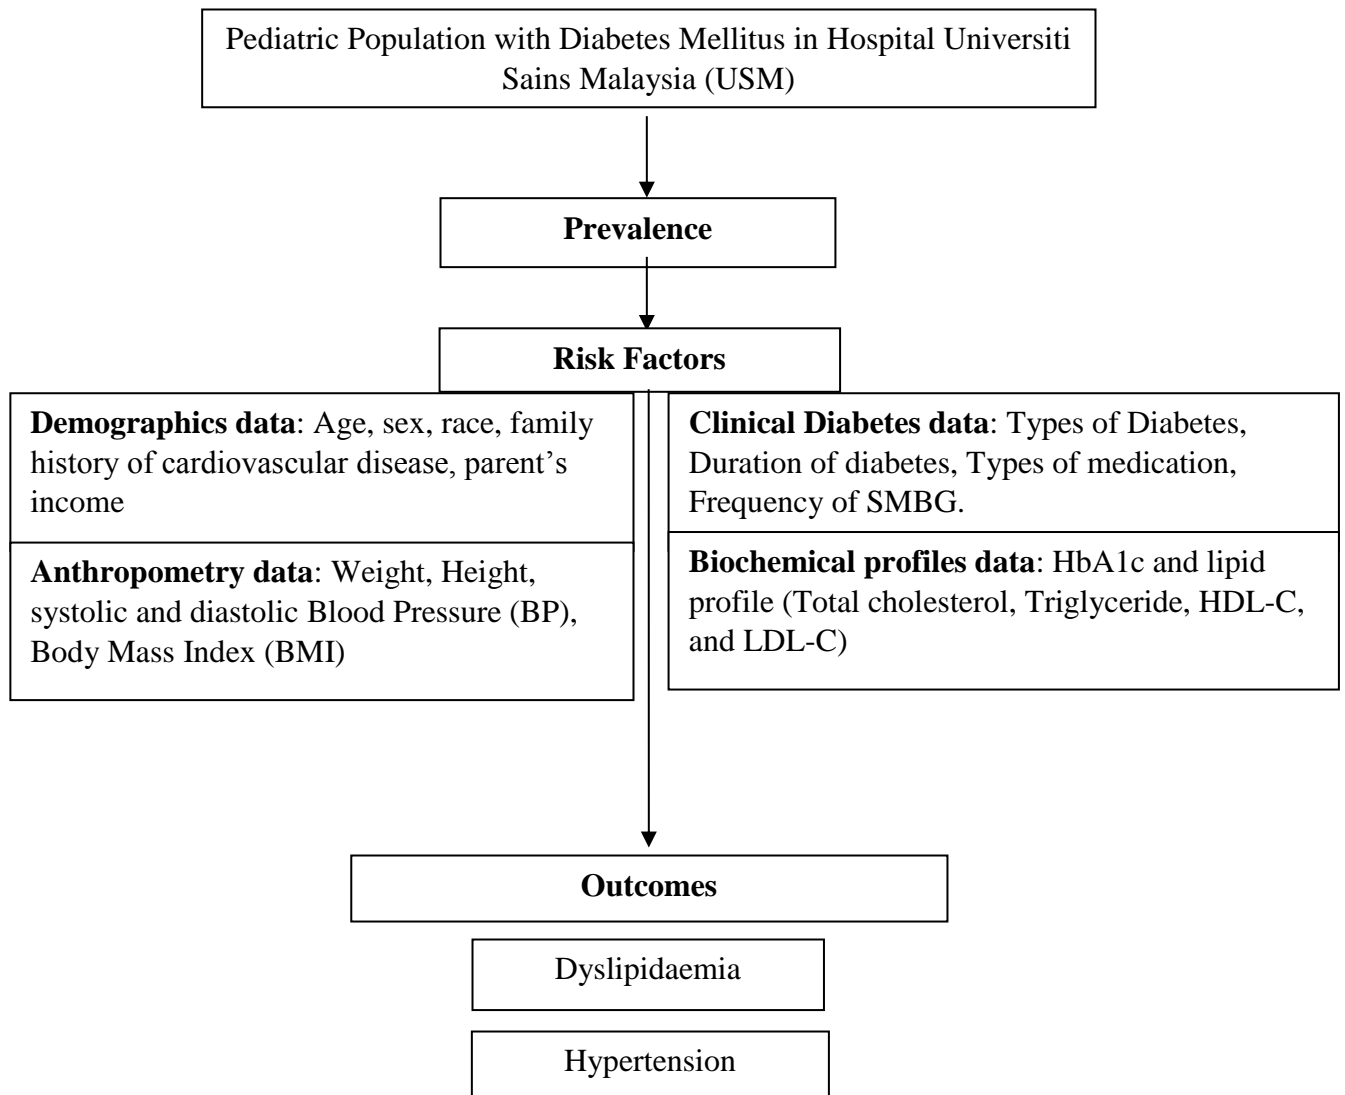 Pediatric Population with Diabetes Mellitus in Hospital Universiti
Sains Malaysia (USM)
Prevalence
Risk Factors
Demographics data: Age, sex, race, family
history of cardiovascular disease, parent’s
income
Anthropometry data: Weight, Height,
systolic and diastolic Blood Pressure (BP),
Body Mass Index (BMI)
Clinical Diabetes data: Types of Diabetes,
Duration of diabetes, Types of medication,
Frequency of SMBG.
Biochemical profiles data: HbA1c and lipid
profile (Total cholesterol, Triglyceride, HDL-C,
and LDL-C)
Outcomes
Dyslipidaemia
Hypertension